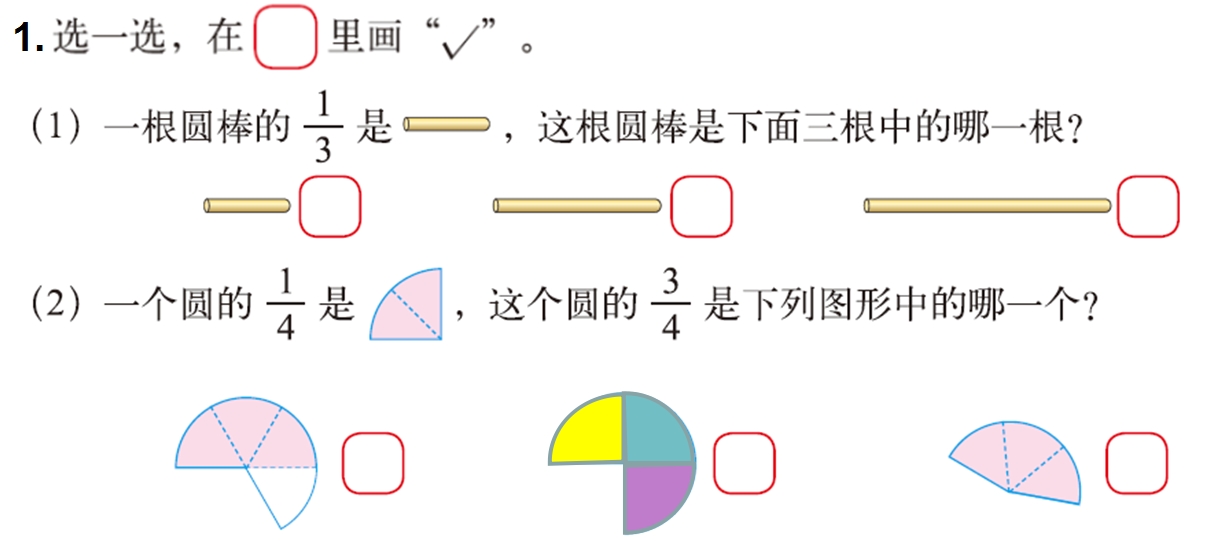 1. 选一选，在□里画“✓”。
（1）一根圆棒的 1/3 是 ，这根圆棒是下面三根中的哪一根？
（2）一个圆的 1/4 是 ，这个圆的 3/4 是下列图形中的哪一个？